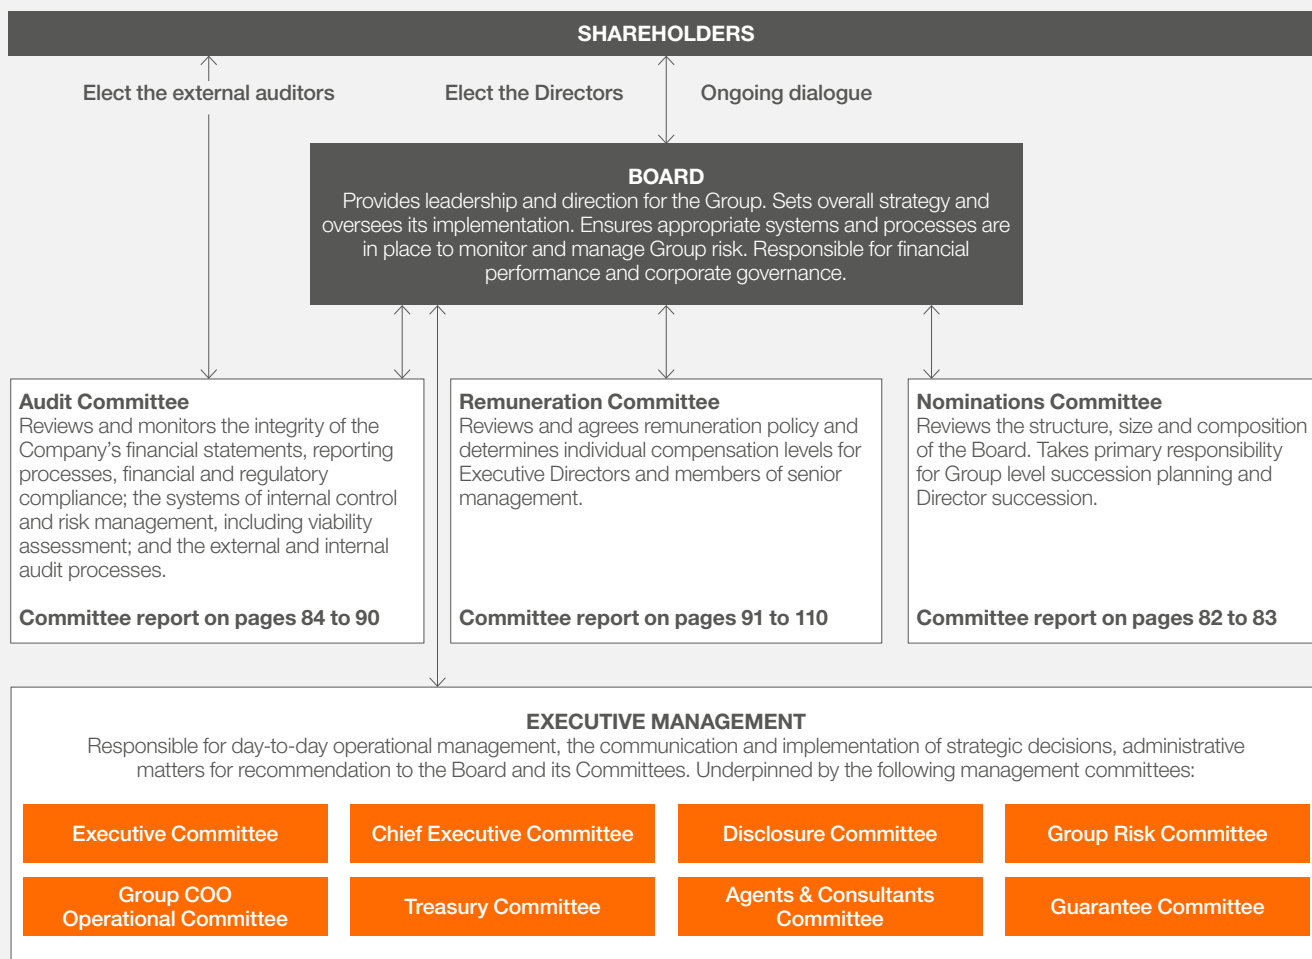 SHAREHOLDERS
Elect the external auditors
Elect the Directors
Ongoing dialogue
BOARD
Provides leadership and direction for the Group. Sets overall strategy and
oversees its implementation. Ensures appropriate systems and processes are
in place to monitor and manage Group risk. Responsible for financial
performance and corporate governance.
Audit Committee
Reviews and monitors the integrity of the
Company’s financial statements, reporting
processes, financial and regulatory
compliance; the systems of internal control
and risk management, including viability
assessment; and the external and internal
audit processes.
Committee report on pages 84 to 90
Remuneration Committee
Reviews and agrees remuneration policy and
determines individual compensation levels for
Executive Directors and members of senior
management.
Committee report on pages 91 to 110
Nominations Committee
Reviews the structure, size and composition
of the Board. Takes primary responsibility
for Group level succession planning and
Director succession.
Committee report on pages 82 to 83
EXECUTIVE MANAGEMENT
Responsible for day-to-day operational management, the communication and implementation of strategic decisions, administrative
matters for recommendation to the Board and its Committees. Underpinned by the following management committees:
Executive Committee
Chief Executive Committee
Disclosure Committee
Group Risk Committee
Group COO
Operational Committee
Treasury Committee
Agents & Consultants
Committee
Guarantee Committee